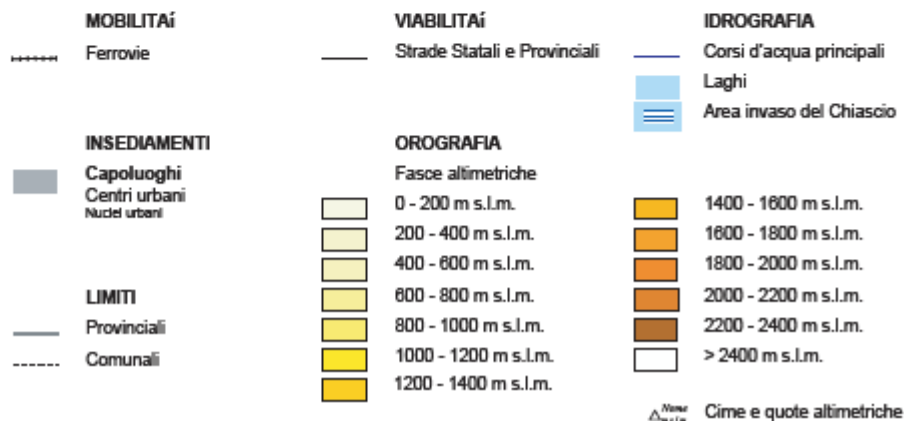 MOBILITAí
Ferrovie
INSEDIAMENTI
Capoluoghi
Centri urbani
Nuclei urbani
LIMITI
Provinciali
Comunali
VIABILITAí
Strade Statali e Provinciali
OROGRAFIA
Fasce altimetriche
0 - 200 m s.l.m.
200 - 400 m s.l.m.
400 - 600 m s.l.m.
600 - 800 m s.l.m.
800 - 1000 m s.l.m.
1000 - 1200 m s.l.m.
1200 - 1400 m s.l.m.
IDROGRAFIA
Corsi d'acqua principali
Laghi
Area invaso del Chiascio
1400 - 1600 m s.l.m.
1600 - 1800 m s.l.m.
1800 - 2000 m s.l.m.
2000 - 2200 m s.l.m.
2200 - 2400 m s.l.m.
> 2400 m s.l.m.
Nome
Cime e quote altimetriche